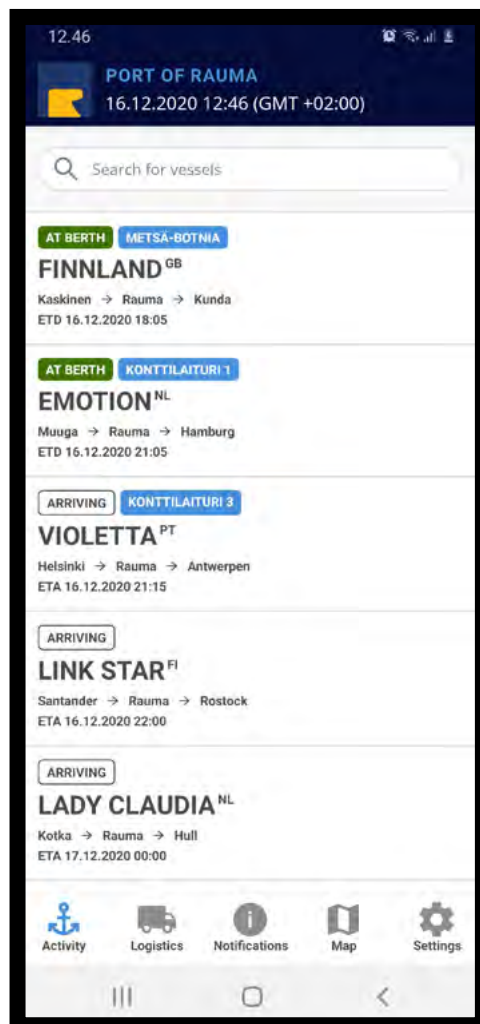 12.46
PORT OF RAUMA
16.12.2020 12:46 (GMT +02:00)
Search for vessels
AT BERTH METSÄ-BOTNIA
FINNLAND GB
Kaskinen → Rauma → Kunda
ETD 16.12.2020 18:05
AT BERTH KONTTILAITURI 1
EMOTION NL
Muuga → Rauma → Hamburg
ETD 16.12.2020 21:05
ARRIVING KONTTILAITURI 3
VIOLETTA PT
Helsinki → Rauma → Antwerpen
ETA 16.12.2020 21:15
ARRIVING
LINK STAR FI
Santander → Rauma → Rostock
ETA 16.12.2020 22:00
ARRIVING
LADY CLAUDIA NL
Kotka → Rauma → Hull
ETA 17.12.2020 00:00
Activity Logistics Notifications Map Settings